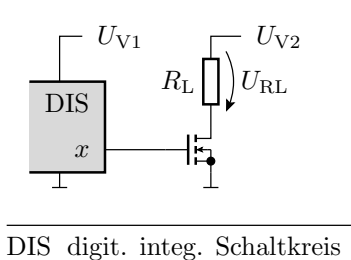 U_V1 U_V2
DIS R_L U_RL
x
DIS digit. integ. Schaltkreis